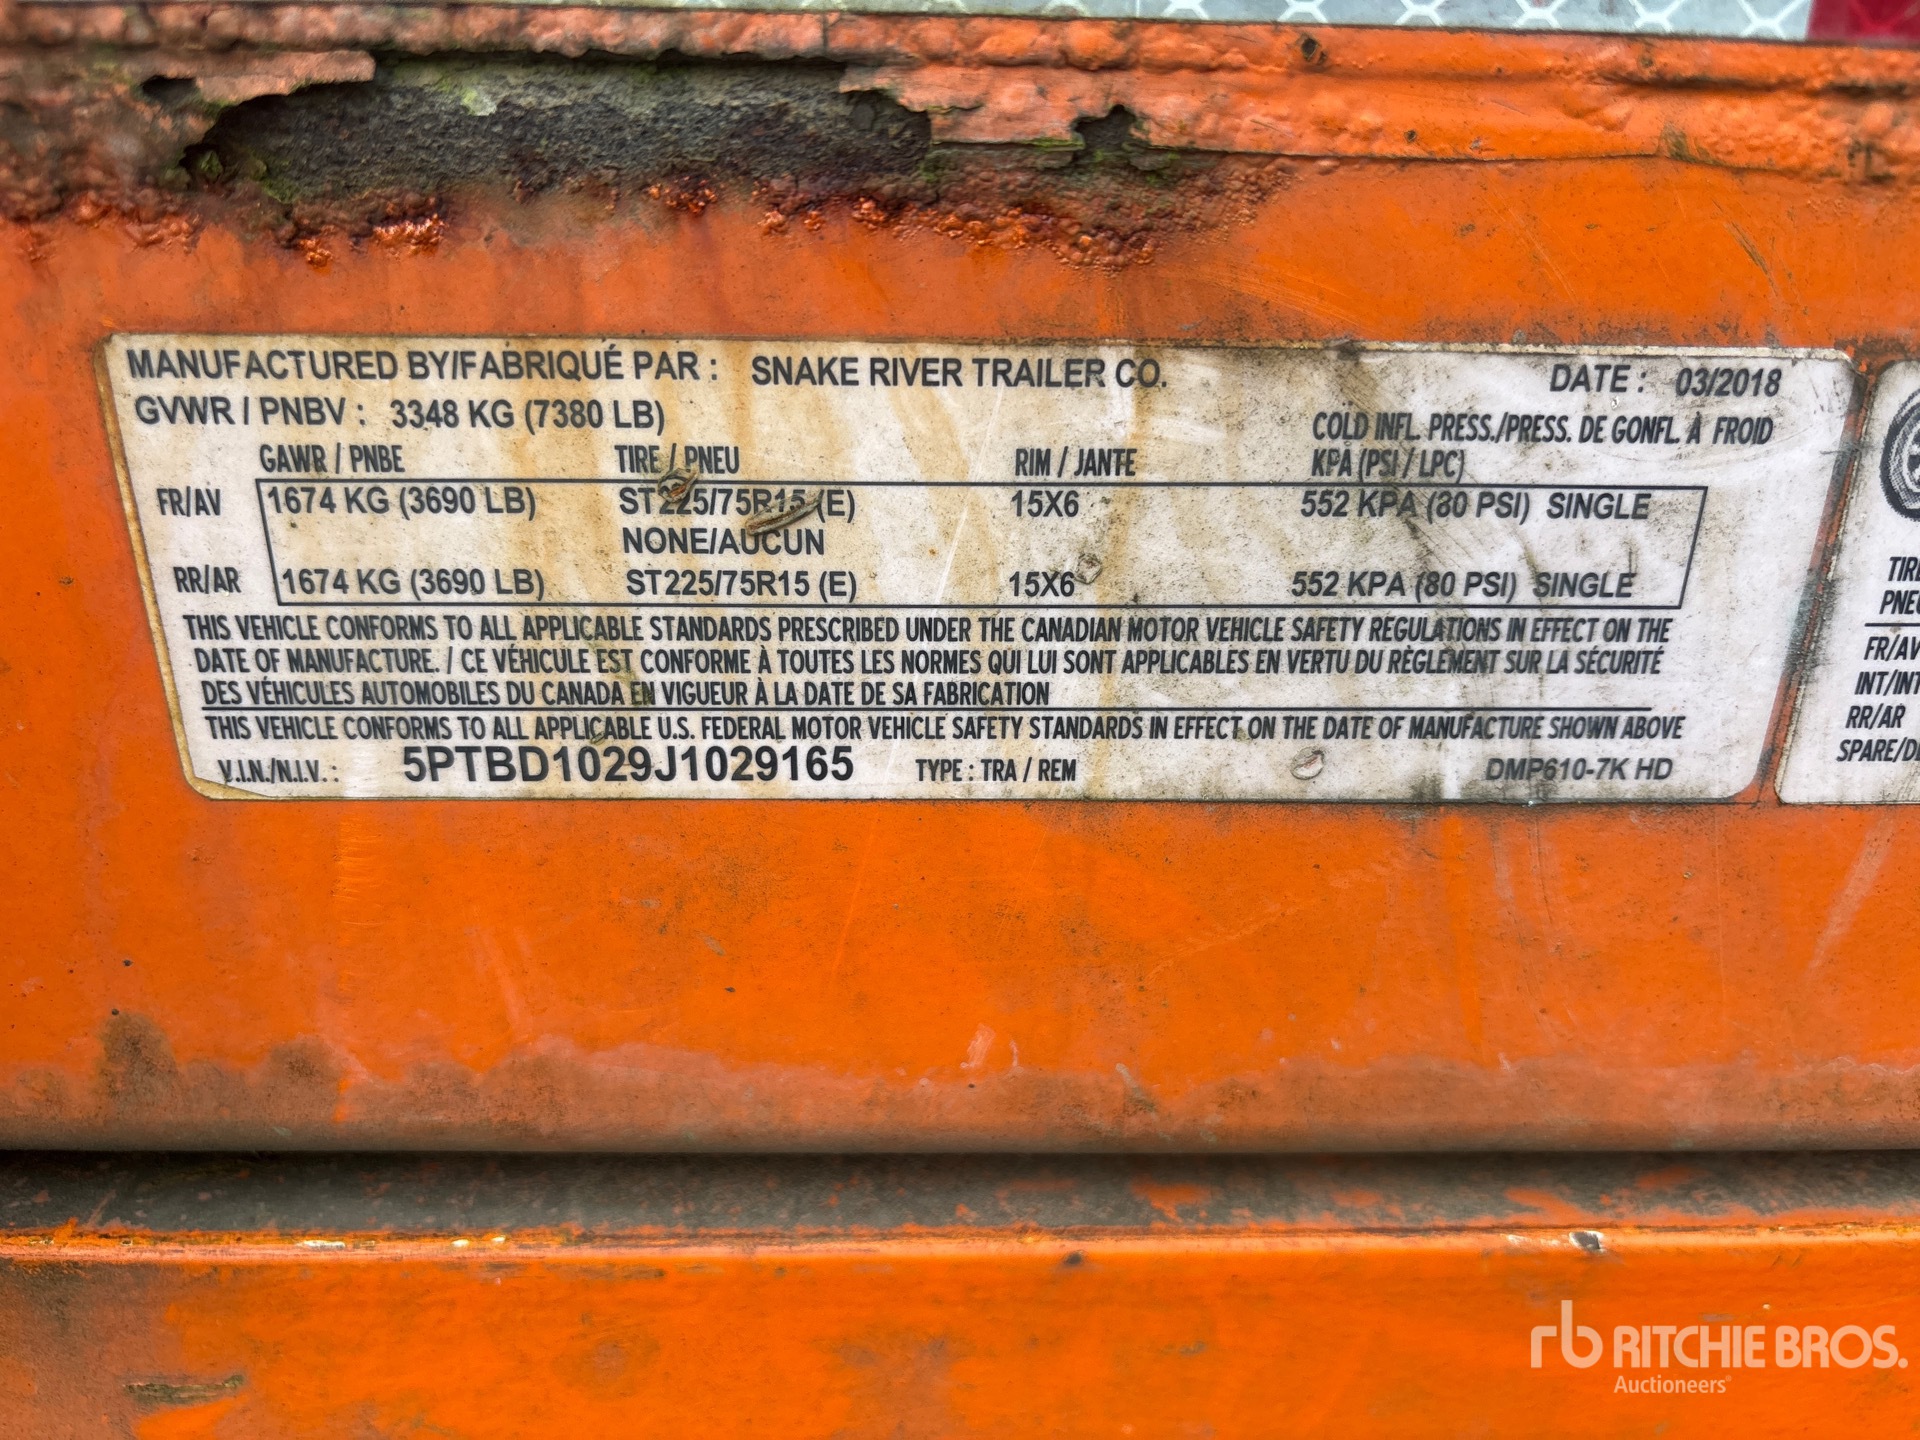 MANUFACTURED BY/FABRIQUÉ PAR : SNAKE RIVER TRAILER CO. DATE : 03/2018
GVWR / PNBV : 3348 KG (7380 LB) COLD INFL. PRESS./PRESS. DE GONFL. À FROID
GAWR / PNBE TIRE / PNEU RIM / JANTE KPA (PSI / LPC)
FR/AV 1674 KG (3690 LB) ST225/75R15 (E) 15X6 552 KPA (80 PSI) SINGLE
NONE/AUCUN
RR/AR 1674 KG (3690 LB) ST225/75R15 (E) 15X6 552 KPA (80 PSI) SINGLE
THIS VEHICLE CONFORMS TO ALL APPLICABLE STANDARDS PRESCRIBED UNDER THE CANADIAN MOTOR VEHICLE SAFETY REGULATIONS IN EFFECT ON THE
DATE OF MANUFACTURE. / CE VÉHICULE EST CONFORME À TOUTES LES NORMES QUI LUI SONT APPLICABLES EN VERTU DU RÈGLEMENT SUR LA SÉCURITÉ
DES VÉHICULES AUTOMOBILES DU CANADA EN VIGUEUR À LA DATE DE SA FABRICATION
THIS VEHICLE CONFORMS TO ALL APPLICABLE U.S. FEDERAL MOTOR VEHICLE SAFETY STANDARDS IN EFFECT ON THE DATE OF MANUFACTURE SHOWN ABOVE
V.I.N./N.I.V. : 5PTBD1029J1029165 TYPE : TRA / REM DMP610-7K HD
TIRE
PNEU
FR/AV
INT/INT
RR/AR
SPARE/DE
rb RITCHIE BROS.
Auctioneers